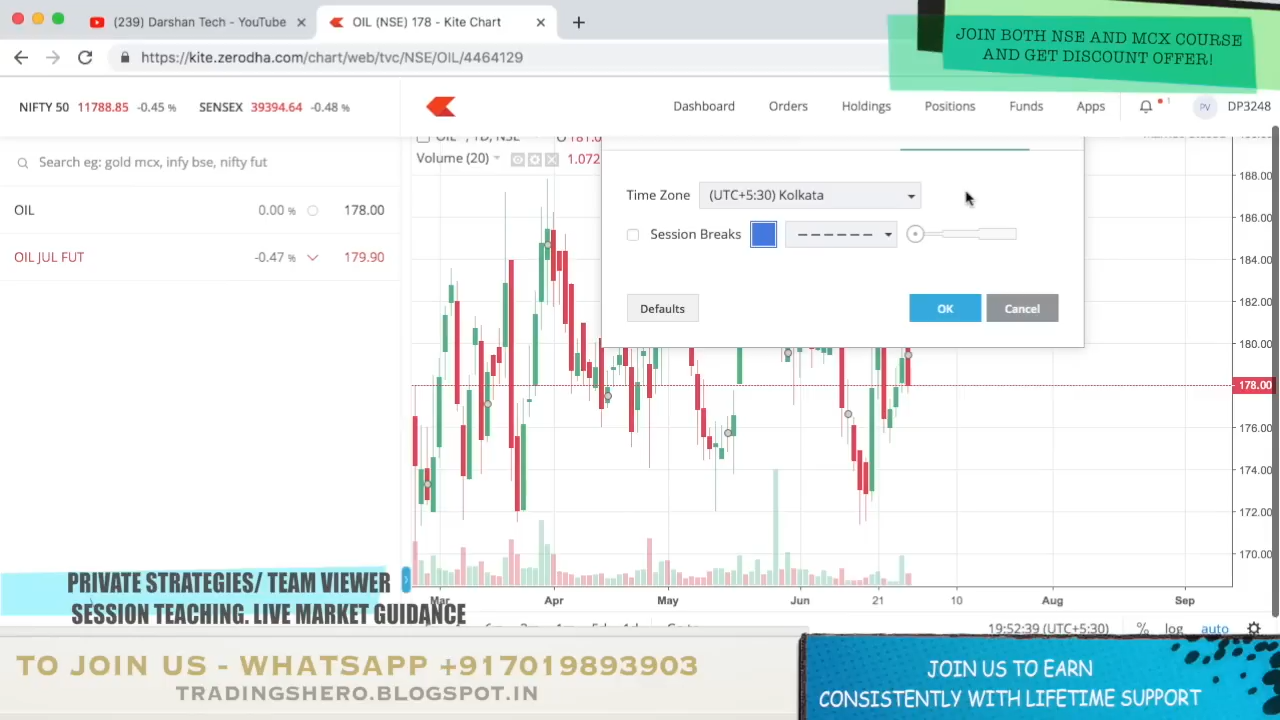 (239) Darshan Tech - YouTube
OIL (NSE) 178 - Kite Chart
JOIN BOTH NSE AND MCX COURSE
AND GET DISCOUNT OFFER!
https://kite.zerodha.com/chart/web/tvc/NSE/OIL/4464129
NIFTY 50 11788.85 -0.45 % SENSEX 39394.64 -0.48 %
Dashboard Orders Holdings Positions Funds Apps 1 PV DP3248
Search eg: gold mcx, infy bse, nifty fut
Volume (20) 1.072
OIL 0.00 % 178.00
OIL JUL FUT -0.47 % 179.90
Time Zone (UTC+5:30) Kolkata
Session Breaks
Defaults OK Cancel
188.00
186.00
184.00
182.00
180.00
178.00
176.00
174.00
172.00
170.00
Mar Apr May Jun 21 10 Aug Sep
19:52:39 (UTC+5:30) % log auto
PRIVATE STRATEGIES/ TEAM VIEWER
SESSION TEACHING. LIVE MARKET GUIDANCE
TO JOIN US - WHATSAPP +917019893903
TRADINGSHERO.BLOGSPOT.IN
JOIN US TO EARN
CONSISTENTLY WITH LIFETIME SUPPORT